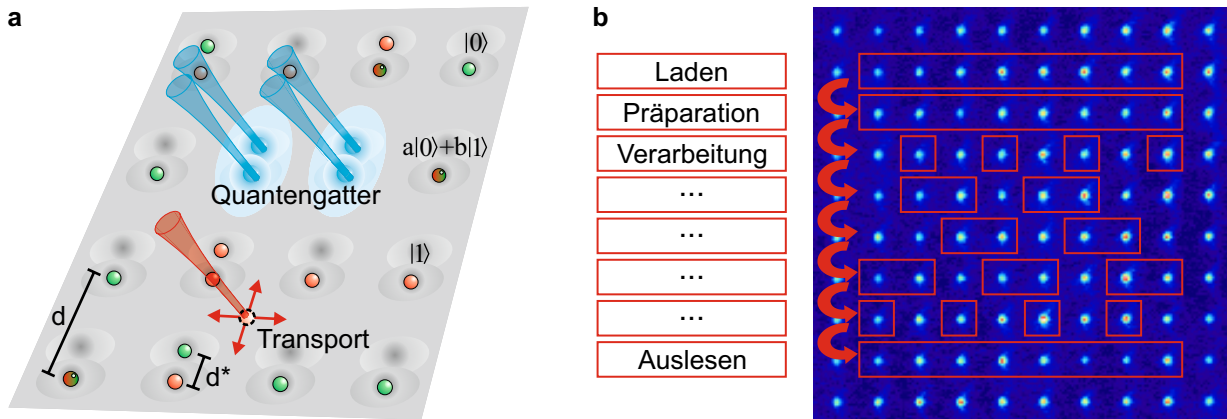 a
|0⟩
a|0⟩+b|1⟩
Quantengatter
|1⟩
d
Transport
d*
b
Laden
Präparation
Verarbeitung
...
...
...
...
Auslesen